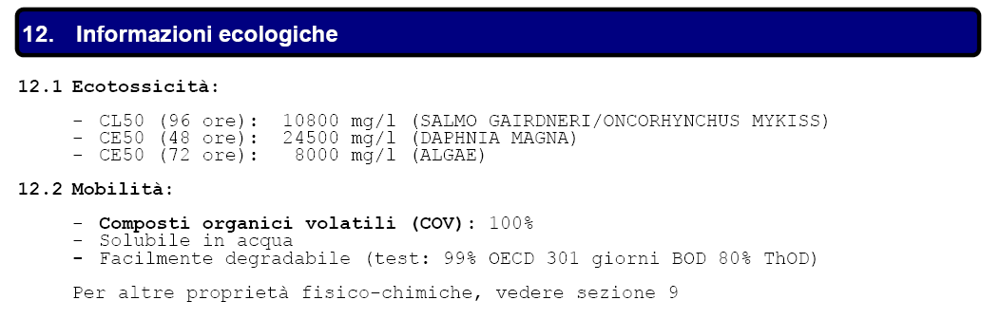 12. Informazioni ecologiche
12.1 Ecotossicità:
- CL50 (96 ore): 10800 mg/l (SALMO GAIRDNERI/ONCORHYNCHUS MYKISS)
- CE50 (48 ore): 24500 mg/l (DAPHNIA MAGNA)
- CE50 (72 ore): 8000 mg/l (ALGAE)
12.2 Mobilità:
- Composti organici volatili (COV): 100%
- Solubile in acqua
- Facilmente degradabile (test: 99% OECD 301 giorni BOD 80% ThOD)
Per altre proprietà fisico-chimiche, vedere sezione 9